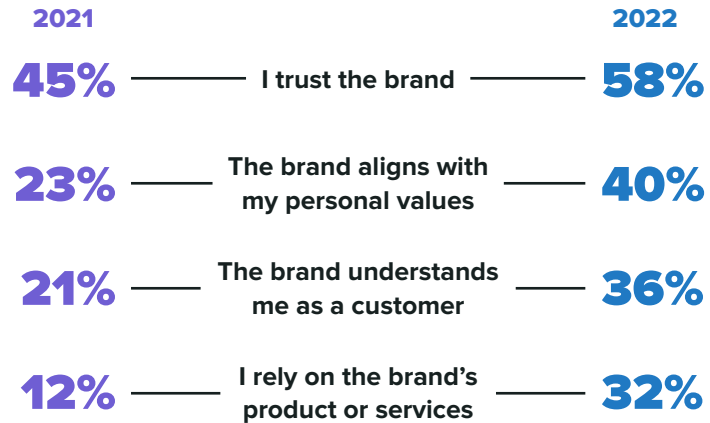 2021 2022
45% I trust the brand 58%
The brand aligns with
23% 40%
my personal values
The brand understands
21% 36%
me as a customer
I rely on the brand’s
12% 32%
product or services